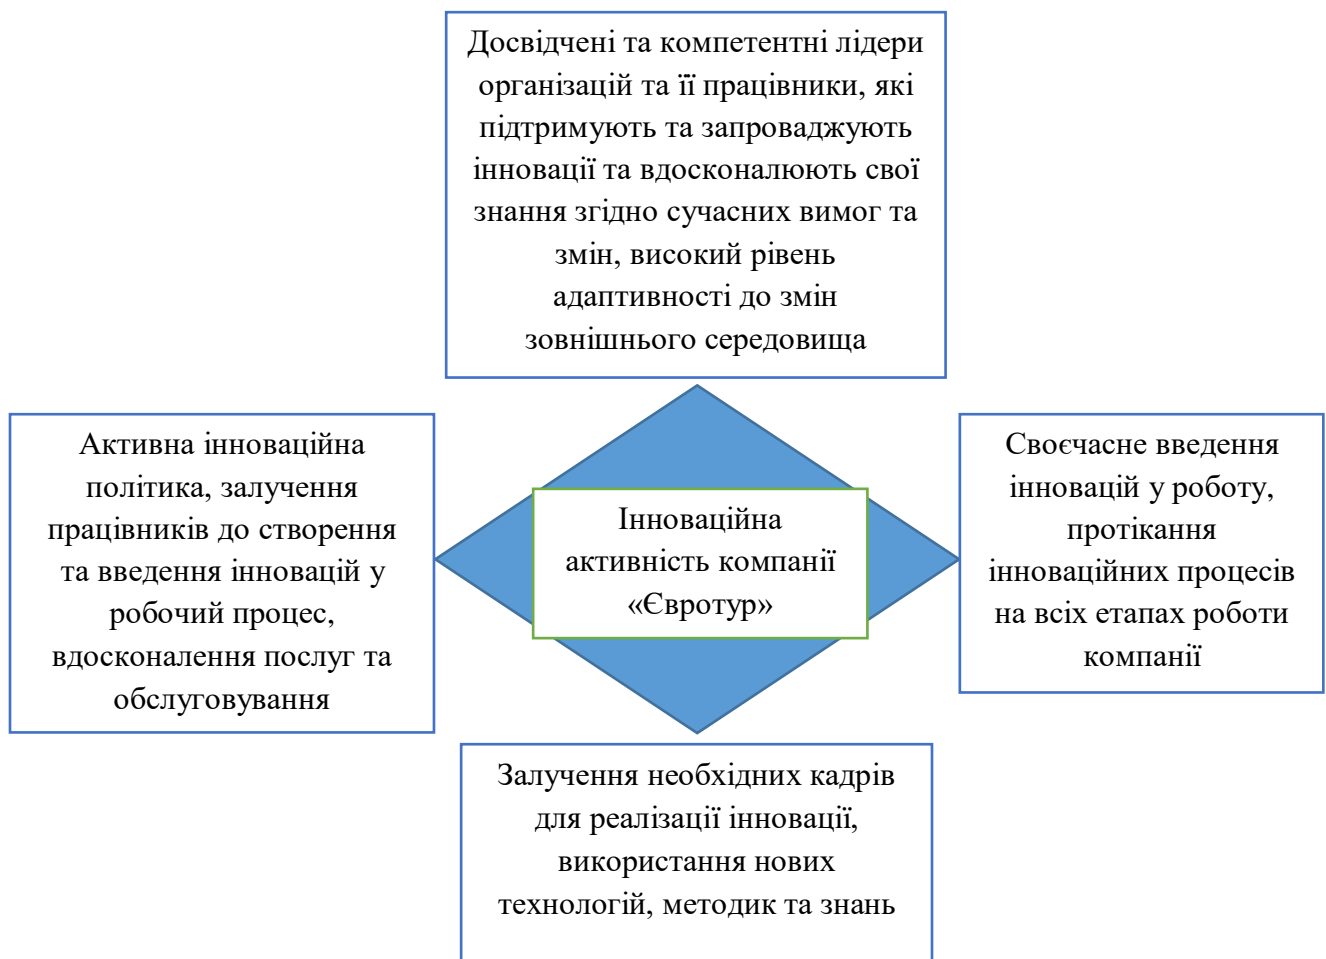 Досвідчені та компетентні лідери
організацій та її працівники, які
підтримують та запроваджують
інновації та вдосконалюють свої
знання згідно сучасних вимог та
змін, високий рівень
адаптивності до змін
зовнішнього середовища
Активна інноваційна
політика, залучення
працівників до створення
та введення інновацій у
робочий процес,
вдосконалення послуг та
обслуговування
Інноваційна
активність компанії
«Євротур»
Своєчасне введення
інновацій у роботу,
протікання
інноваційних процесів
на всіх етапах роботи
компанії
Залучення необхідних кадрів
для реалізації інновації,
використання нових
технологій, методик та знань